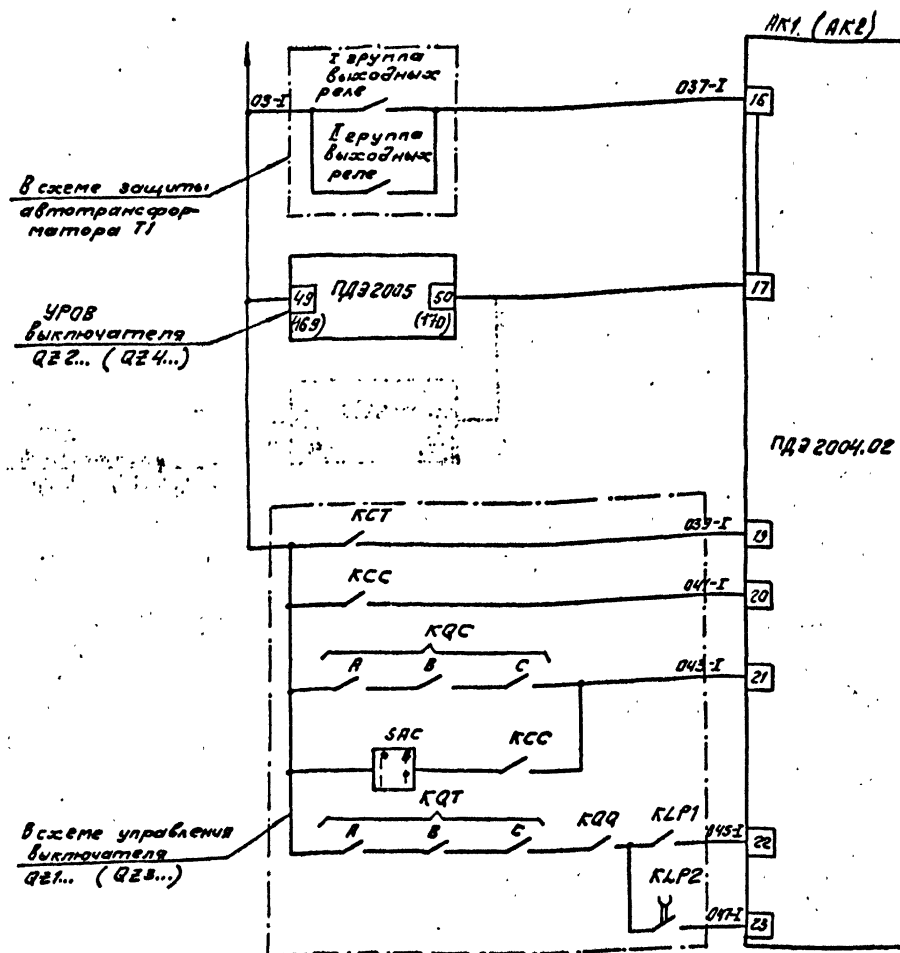 АК1. (АК2)
I группа
выходных
реле
03-I
037-I
16
II группа
выходных
реле
В схеме защиты
автотрансфор-
матора Т1
17
49
ПДЭ2005
50
(169)
(170)
УРОВ
выключателя
QZ2... (QZ4...)
ПДЭ2004.02
КСТ
039-I
19
КСС
041-I
20
KQC
А
В
С
043-I
21
SAC
КСС
KQT
А
В
С
KQQ
KLP1
045-I
22
В схеме управления
выключателя
QZ1... (QZ3...)
KLP2
047-I
23